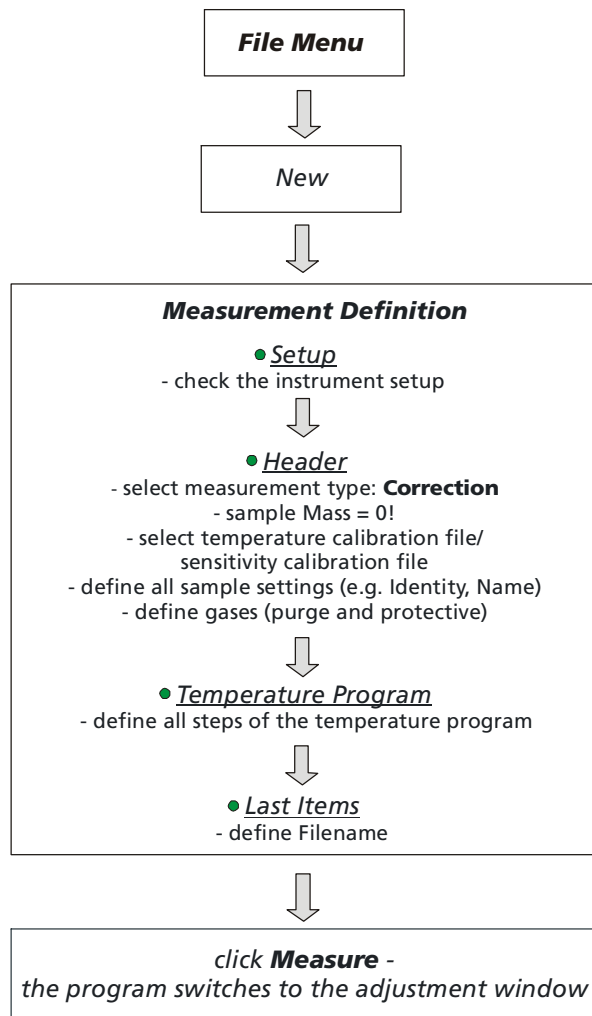 File Menu
New
Measurement Definition
Setup
- check the instrument setup
Header
- select measurement type: Correction
- sample Mass = 0!
- select temperature calibration file/
sensitivity calibration file
- define all sample settings (e.g. Identity, Name)
- define gases (purge and protective)
Temperature Program
- define all steps of the temperature program
Last Items
- define Filename
click Measure -
the program switches to the adjustment window